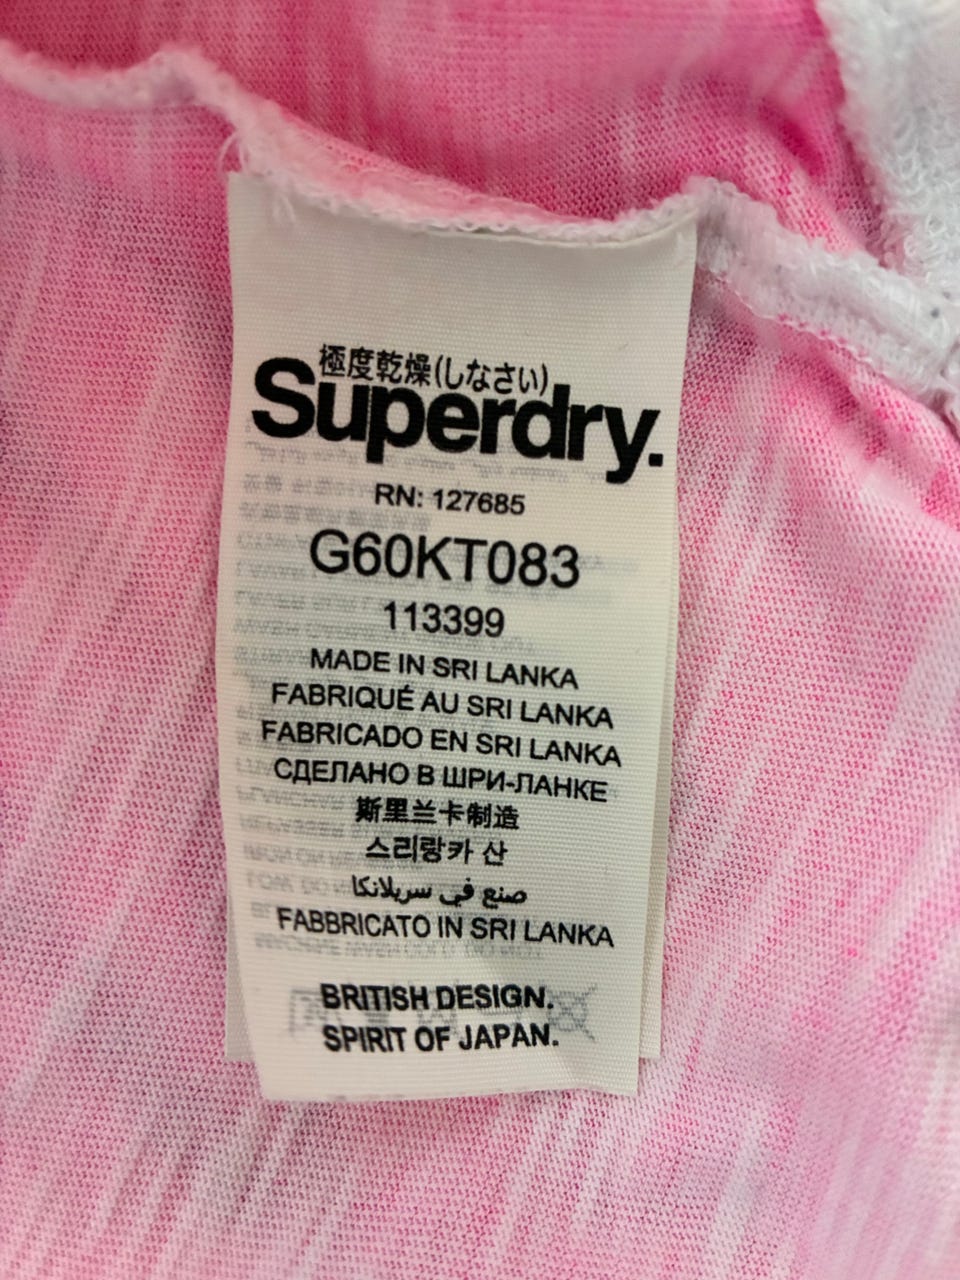 極度乾燥(しなさい)
Superdry.
RN: 127685
G60KT083
113399
MADE IN SRI LANKA
FABRIQUÉ AU SRI LANKA
FABRICADO EN SRI LANKA
СДЕЛАНО В ШРИ-ЛАНКЕ
斯里兰卡制造
스리랑카 산
صنع في سريلانكا
FABBRICATO IN SRI LANKA
BRITISH DESIGN.
SPIRIT OF JAPAN.